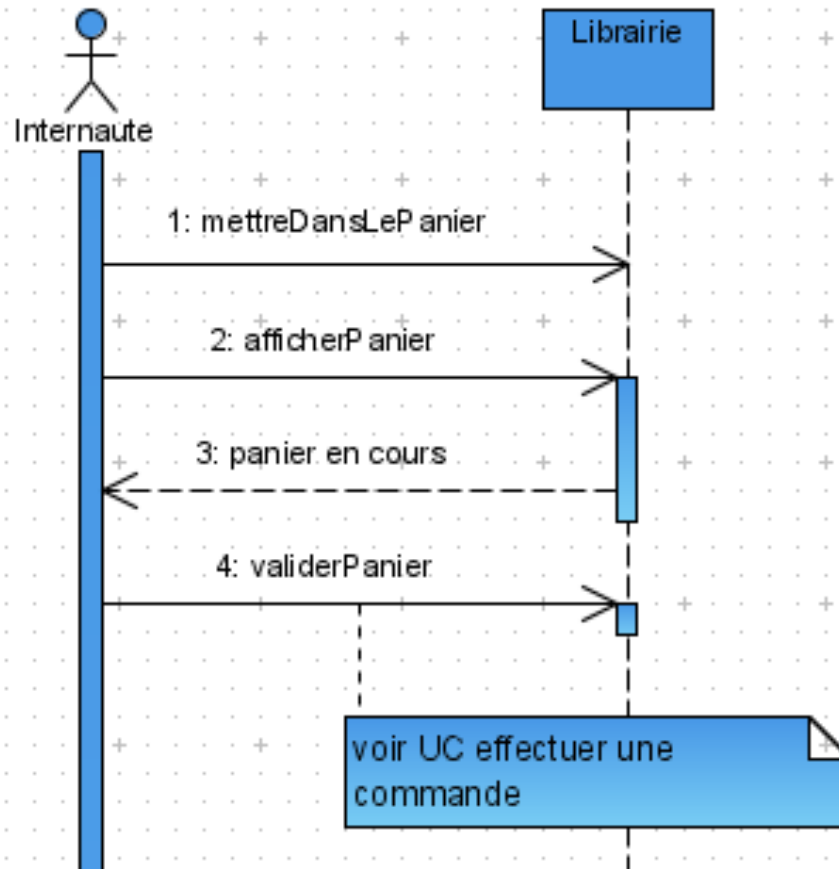 Librairie
Internaute
1: mettreDansLePanier
2: afficherPanier
3: panier en cours
4: validerPanier
voir UC effectuer une
commande